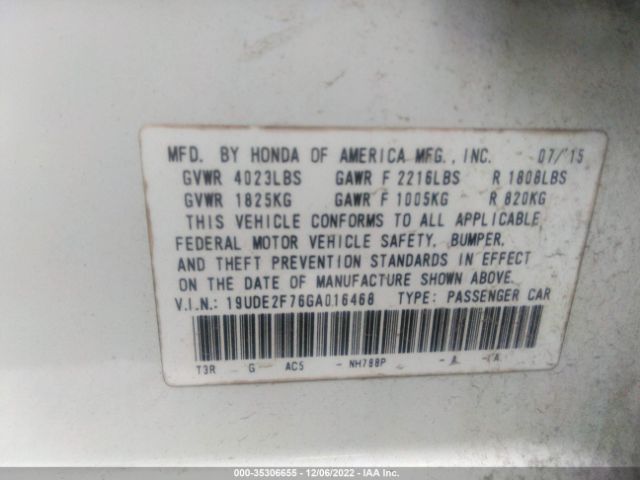 MFD. BY HONDA OF AMERICA MFG., INC. 07/'15
GVWR 4023LBS GAWR F 2216LBS R 1808LBS
GVWR 1825KG GAWR F 1005KG R 820KG
THIS VEHICLE CONFORMS TO ALL APPLICABLE
FEDERAL MOTOR VEHICLE SAFETY, BUMPER,
AND THEFT PREVENTION STANDARDS IN EFFECT
ON THE DATE OF MANUFACTURE SHOWN ABOVE.
V.I.N.: 19UDE2F76GA016468 TYPE: PASSENGER CAR
T3R - G AC5 - NH788P - A - A
000-35306655 - 12/06/2022 - IAA Inc.